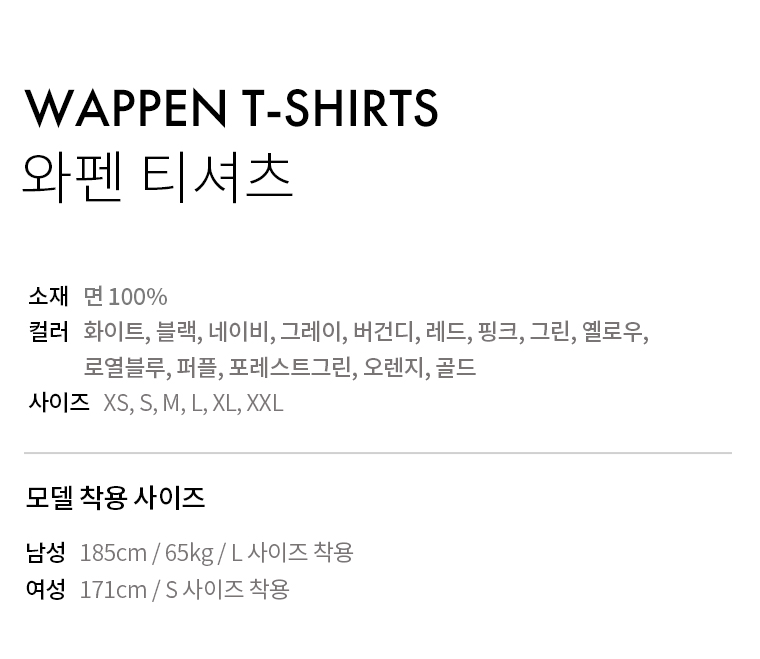 WAPPEN T-SHIRTS
와펜 티셔츠
소재 면 100%
컬러 화이트, 블랙, 네이비, 그레이, 버건디, 레드, 핑크, 그린, 옐로우,
로열블루, 퍼플, 포레스트그린, 오렌지, 골드
사이즈 XS, S, M, L, XL, XXL
모델 착용 사이즈
남성 185cm / 65kg / L 사이즈 착용
여성 171cm / S 사이즈 착용